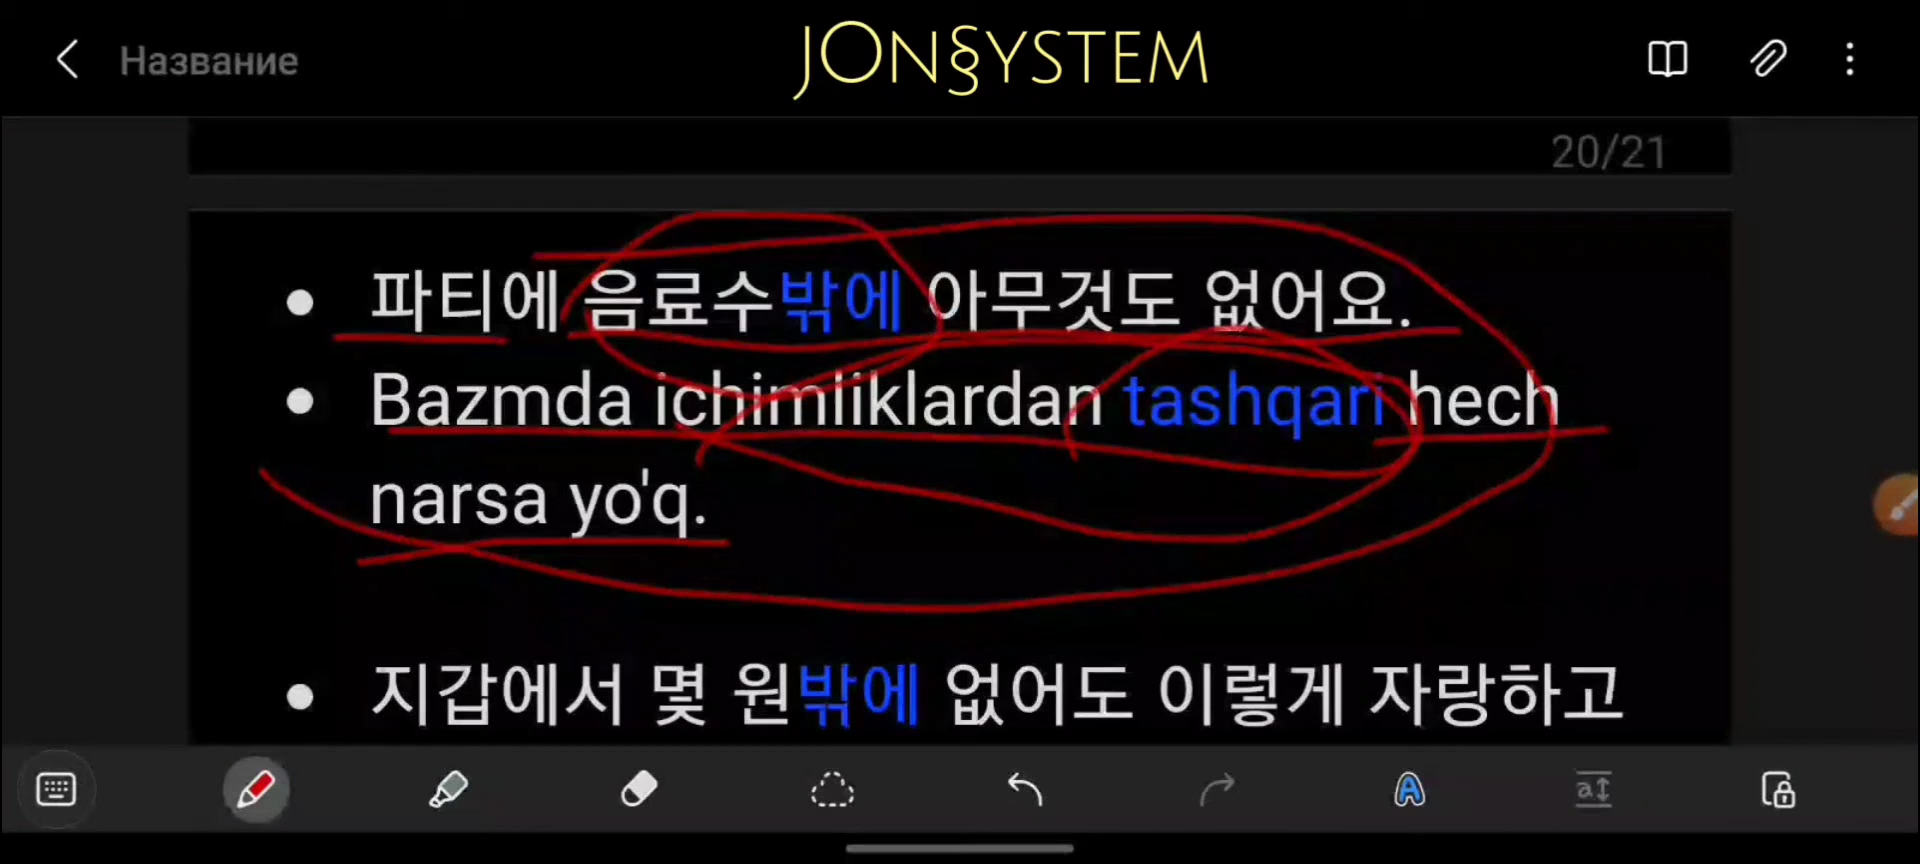 Название
JON§YSTEM
20/21
• 파티에 음료수밖에 아무것도 없어요.
• Bazmda ichimliklardan tashqari hech
narsa yo'q.
• 지갑에서 몇 원밖에 없어도 이렇게 자랑하고